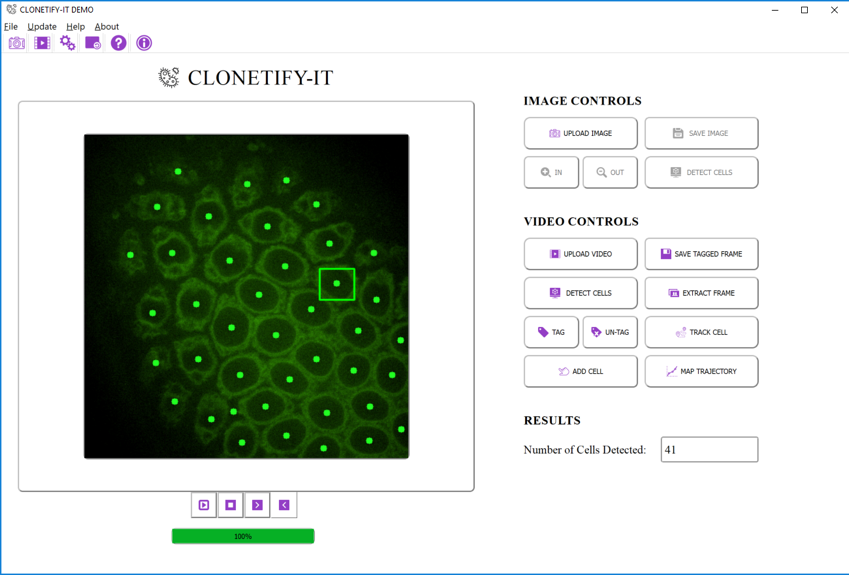 CLONETIFY-IT DEMO
File Update Help About
CLONETIFY-IT
IMAGE CONTROLS
UPLOAD IMAGE
SAVE IMAGE
IN
OUT
DETECT CELLS
VIDEO CONTROLS
UPLOAD VIDEO
SAVE TAGGED FRAME
DETECT CELLS
EXTRACT FRAME
TAG
UN-TAG
TRACK CELL
ADD CELL
MAP TRAJECTORY
RESULTS
Number of Cells Detected: 41
100%